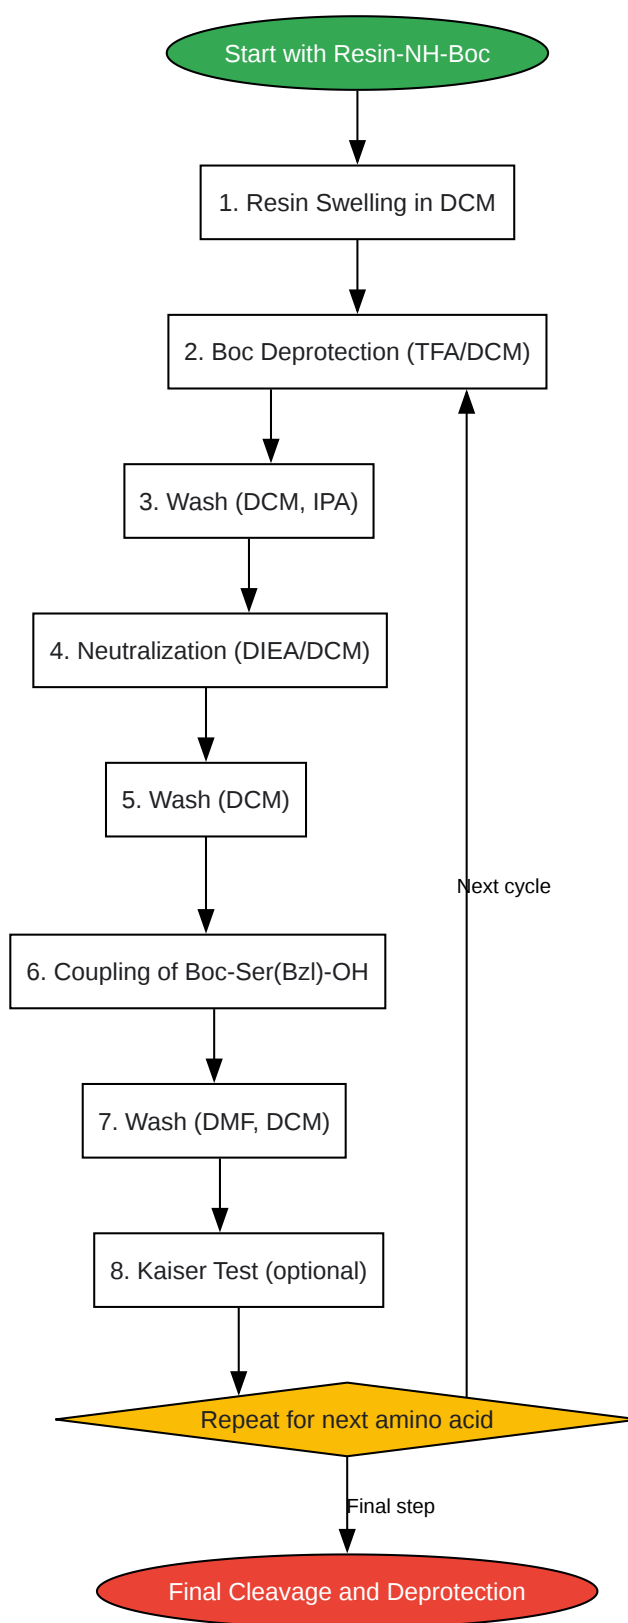 Start with Resin-NH-Boc
1. Resin Swelling in DCM
2. Boc Deprotection (TFA/DCM)
3. Wash (DCM, IPA)
4. Neutralization (DIEA/DCM)
5. Wash (DCM)
Next cycle
6. Coupling of Boc-Ser(Bzl)-OH
7. Wash (DMF, DCM)
8. Kaiser Test (optional)
Repeat for next amino acid
Final step
Final Cleavage and Deprotection